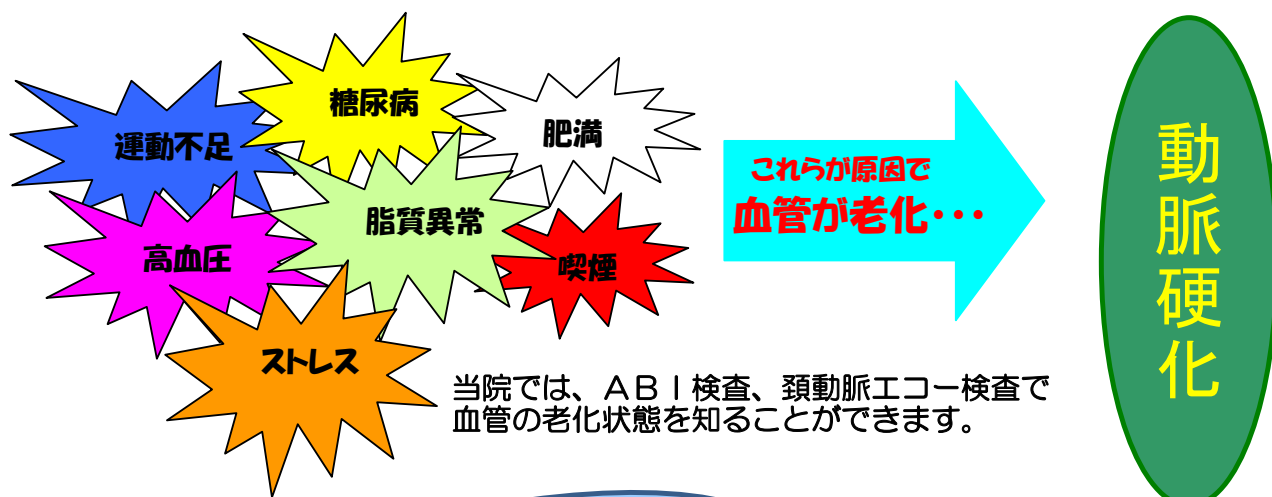 糖尿病
運動不足
肥満
脂質異常
高血圧
喫煙
ストレス
これらが原因で
血管が老化・・・
動脈硬化
当院では、ＡＢＩ検査、頚動脈エコー検査で
血管の老化状態を知ることができます。